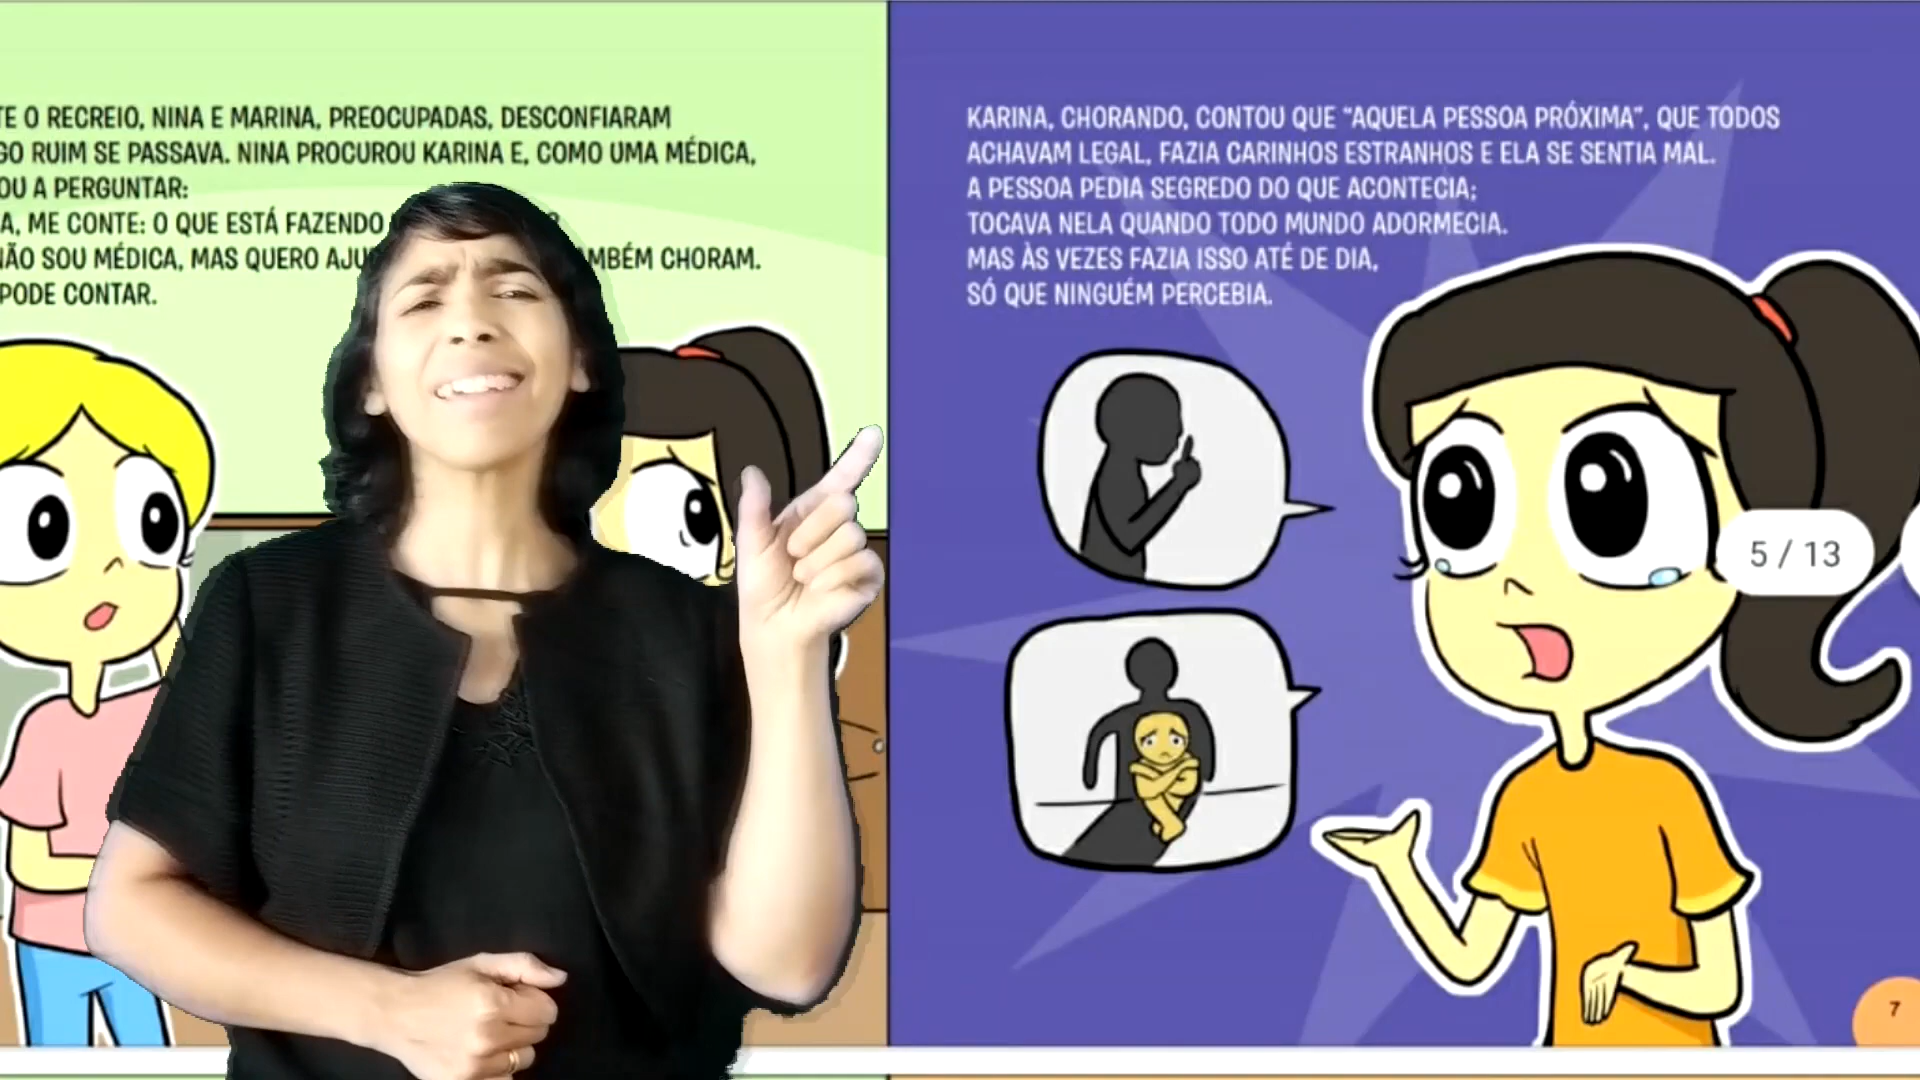 TE O RECREIO, NINA E MARINA, PREOCUPADAS, DESCONFIARAM
GO RUIM SE PASSAVA. NINA PROCUROU KARINA E, COMO UMA MÉDICA,
OU A PERGUNTAR:
A, ME CONTE: O QUE ESTÁ FAZENDO
NÃO SOU MÉDICA, MAS QUERO AJU MBÉM CHORAM.
PODE CONTAR.
KARINA, CHORANDO, CONTOU QUE “AQUELA PESSOA PRÓXIMA”, QUE TODOS
ACHAVAM LEGAL, FAZIA CARINHOS ESTRANHOS E ELA SE SENTIA MAL.
A PESSOA PEDIA SEGREDO DO QUE ACONTECIA;
TOCAVA NELA QUANDO TODO MUNDO ADORMECIA.
MAS ÀS VEZES FAZIA ISSO ATÉ DE DIA,
SÓ QUE NINGUÉM PERCEBIA.
5 / 13
7